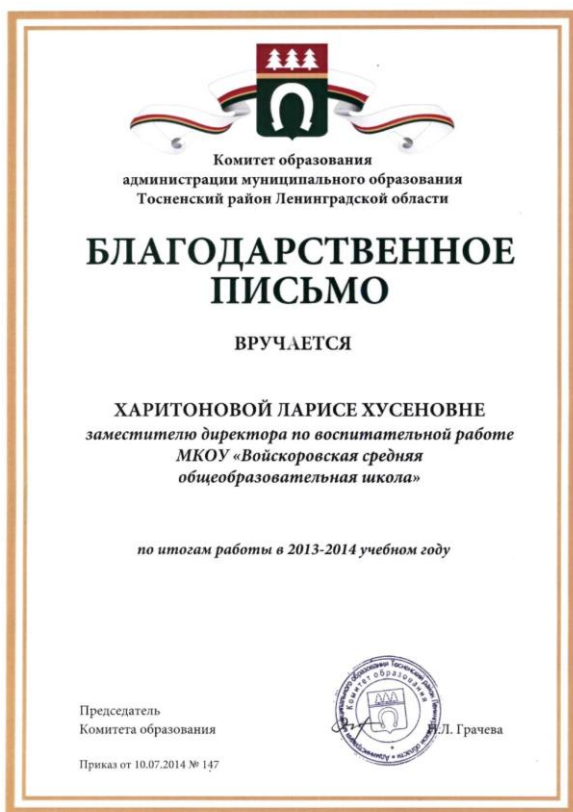 Комитет образования
администрации муниципального образования
Тосненский район Ленинградской области
БЛАГОДАРСТВЕННОЕ
ПИСЬМО
ВРУЧАЕТСЯ
ХАРИТОНОВОЙ ЛАРИСЕ ХУСЕНОВНЕ
заместителю директора по воспитательной работе
МКОУ «Войскоровская средняя
общеобразовательная школа»
по итогам работы в 2013-2014 учебном году
Председатель
Комитета образования
Л. Грачева
Комитет образования
Приказ от 10.07.2014 № 147